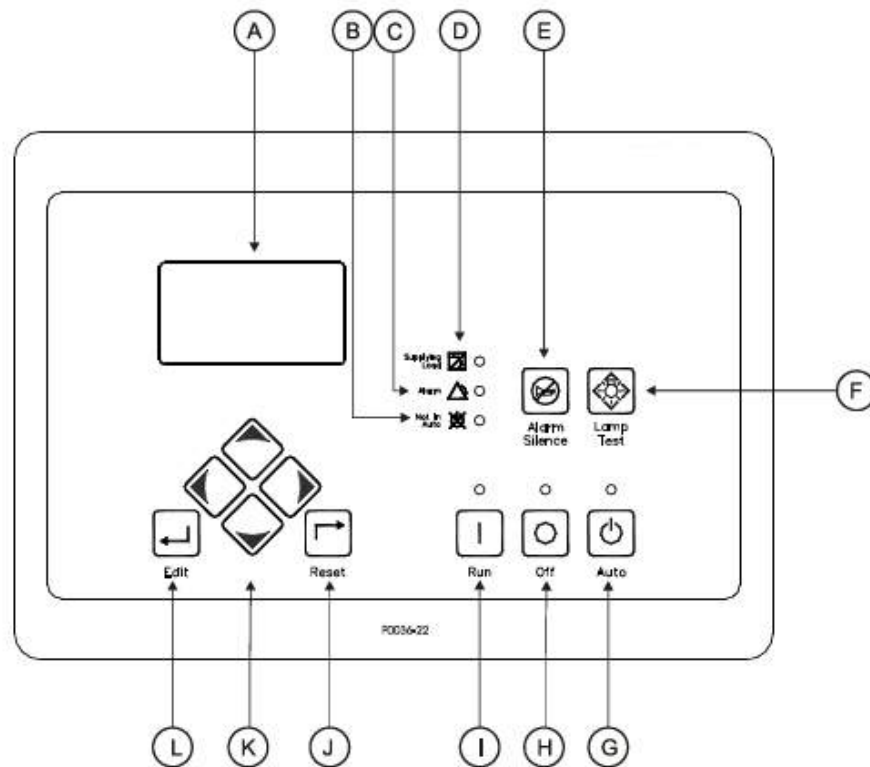 A B C D E
Supplying
Load
Alarm
Not In
Auto
F
Alarm
Silence
Lamp
Test
Edit
Reset
Run
Off
Auto
P0036-22
L K J I H G